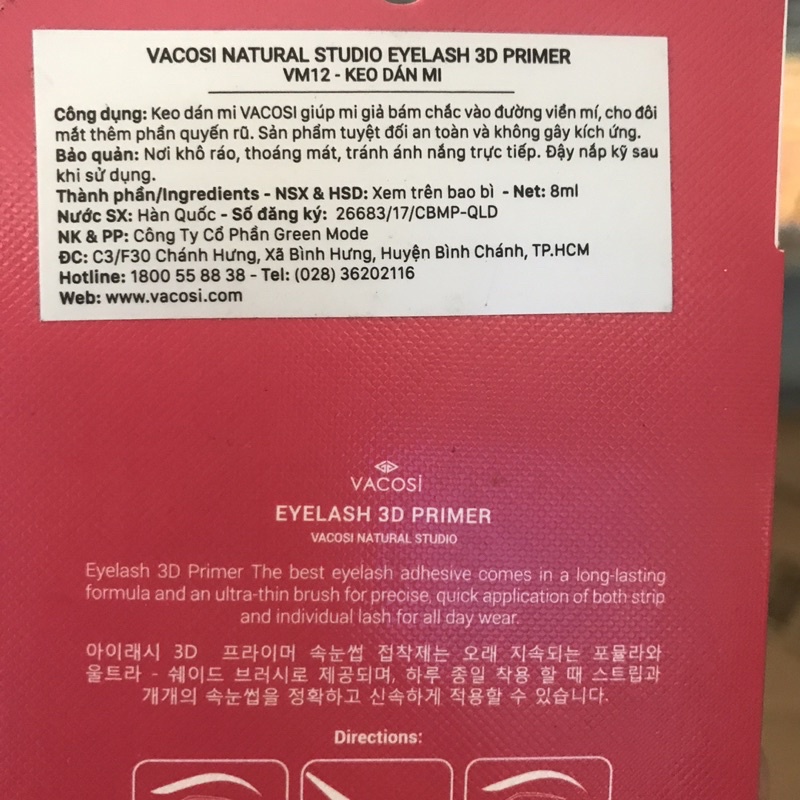 VACOSI NATURAL STUDIO EYELASH 3D PRIMER
VM12 - KEO DÁN MI
Công dụng: Keo dán mi VACOSI giúp mi giả bám chắc vào đường viền mí, cho đôi
mắt thêm phần quyến rũ. Sản phẩm tuyệt đối an toàn và không gây kích ứng.
Bảo quản: Nơi khô ráo, thoáng mát, tránh ánh nắng trực tiếp. Đậy nắp kỹ sau
khi sử dụng.
Thành phần/Ingredients - NSX & HSD: Xem trên bao bì - Net: 8ml
Nước SX: Hàn Quốc - Số đăng ký: 26683/17/CBMP-QLD
NK & PP: Công Ty Cổ Phần Green Mode
ĐC: C3/F30 Chánh Hưng, Xã Bình Hưng, Huyện Bình Chánh, TP.HCM
Hotline: 1800 55 88 38 - Tel: (028) 36202116
Web: www.vacosi.com
VACOSI
EYELASH 3D PRIMER
VACOSI NATURAL STUDIO
Eyelash 3D Primer The best eyelash adhesive comes in a long-lasting
formula and an ultra-thin brush for precise, quick application of both strip
and individual lash for all day wear.
아이래시 3D 프라이머 속눈썹 접착제는 오래 지속되는 포뮬라와
울트라 - 쉐이드 브러시로 제공되며, 하루 종일 착용 할 때 스트립과
개개의 속눈썹을 정확하고 신속하게 적용할 수 있습니다.
Directions: